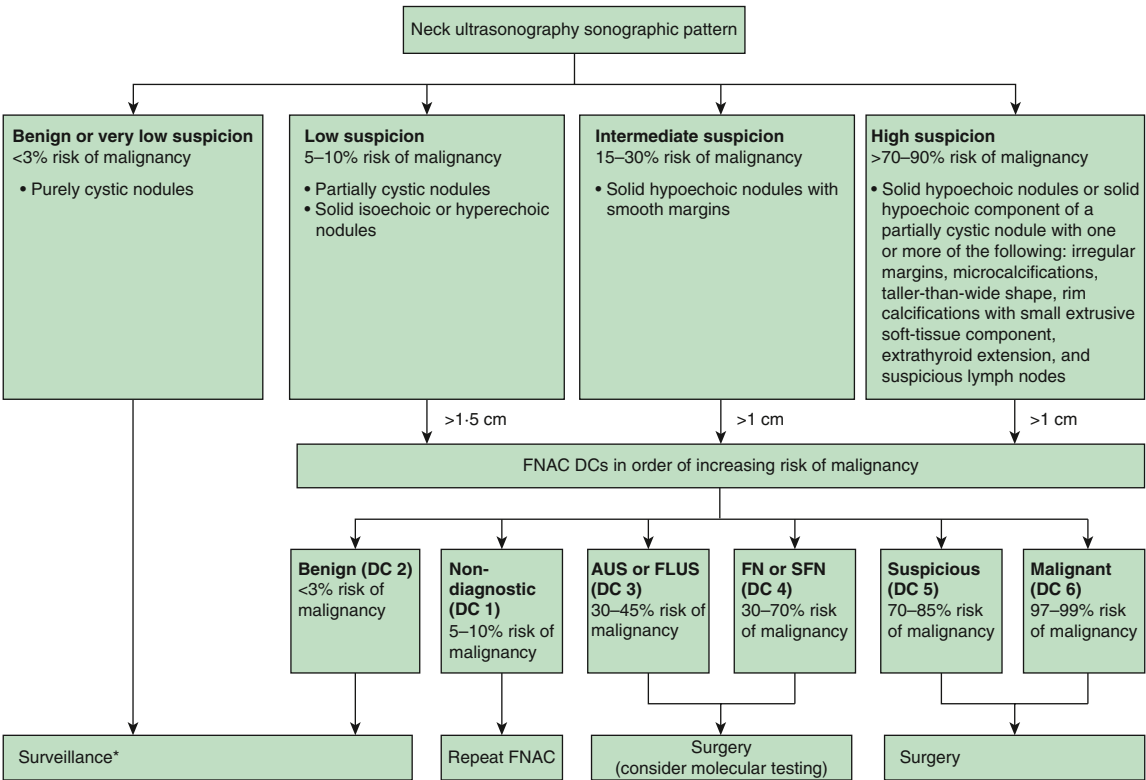 Neck ultrasonography sonographic pattern
Benign or very low suspicion
<3% risk of malignancy
• Purely cystic nodules
Low suspicion
5–10% risk of malignancy
• Partially cystic nodules
• Solid isoechoic or hyperechoic
nodules
Intermediate suspicion
15–30% risk of malignancy
• Solid hypoechoic nodules with
smooth margins
High suspicion
>70–90% risk of malignancy
• Solid hypoechoic nodules or solid
hypoechoic component of a
partially cystic nodule with one
or more of the following: irregular
margins, microcalcifications,
taller-than-wide shape, rim
calcifications with small extrusive
soft-tissue component,
extrathyroid extension, and
suspicious lymph nodes
>1·5 cm
>1 cm
>1 cm
FNAC DCs in order of increasing risk of malignancy
Benign (DC 2)
<3% risk of
malignancy
Non-
diagnostic
(DC 1)
5–10% risk of
malignancy
AUS or FLUS
(DC 3)
30–45% risk of
malignancy
FN or SFN
(DC 4)
30–70% risk
of malignancy
Suspicious
(DC 5)
70–85% risk
of malignancy
Malignant
(DC 6)
97–99% risk
of malignancy
Surveillance*
Repeat FNAC
Surgery
(consider molecular testing)
Surgery